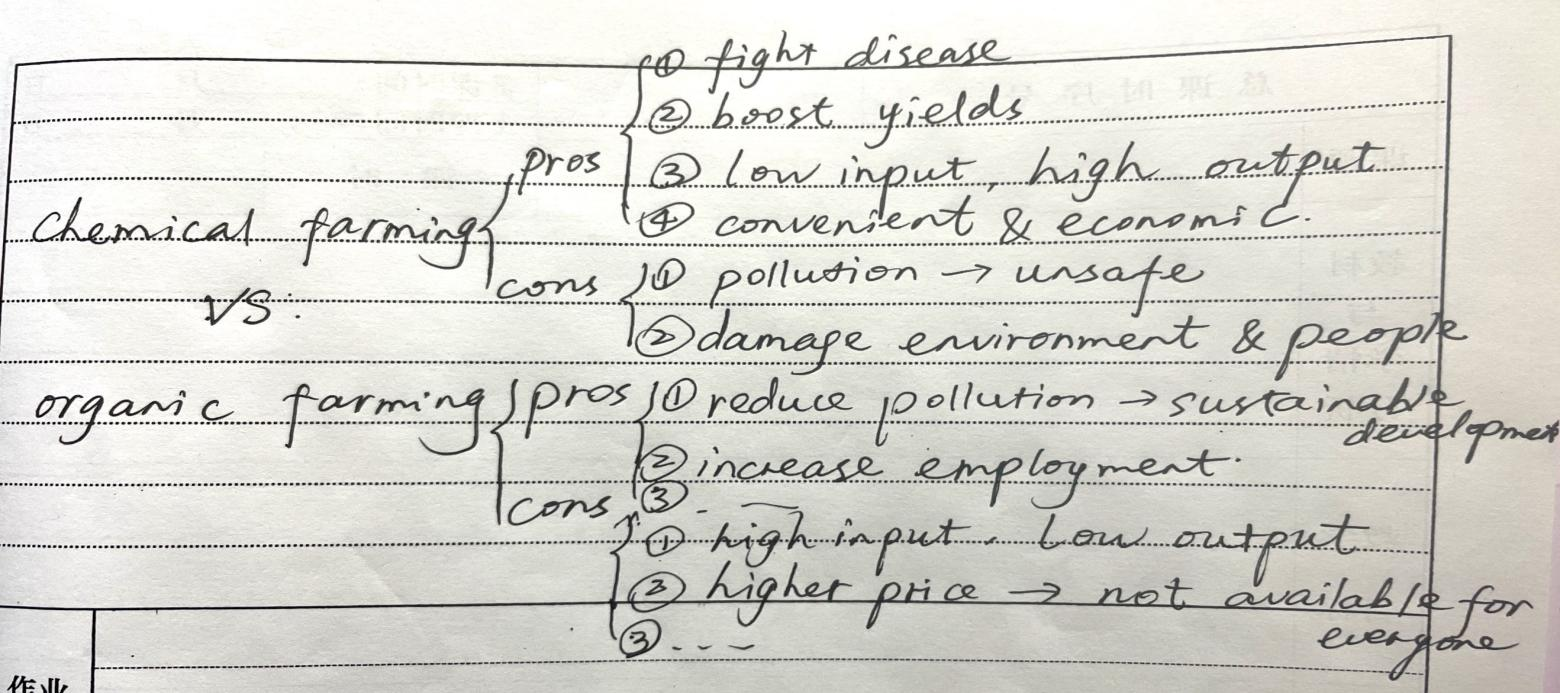 ① fight disease
② boost yields
pros
③ low input, high output
chemical farming
④ convenient & economic.
cons
① pollution → unsafe
VS:
② damage environment & people
organic farming
pros
① reduce pollution → sustainable
development
② increase employment.
cons
③
① high input. Low output
② higher price → not available for
everyone
③ ---
作业